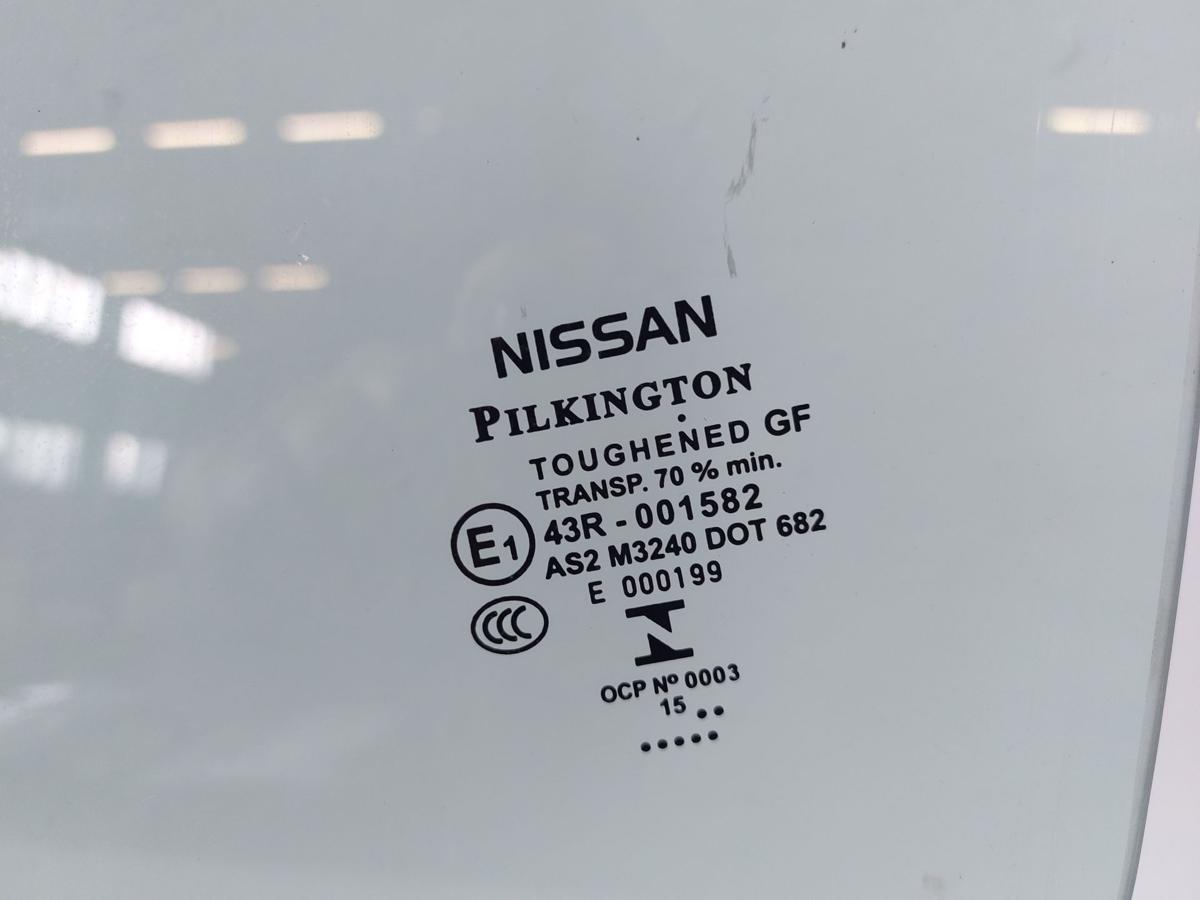 NISSAN
PILKINGTON
TOUGHENED GF
TRANSP. 70 % min.
E1 43R - 001582
AS2 M3240 DOT 682
E 000199
CCC
OCP Nº 0003
15